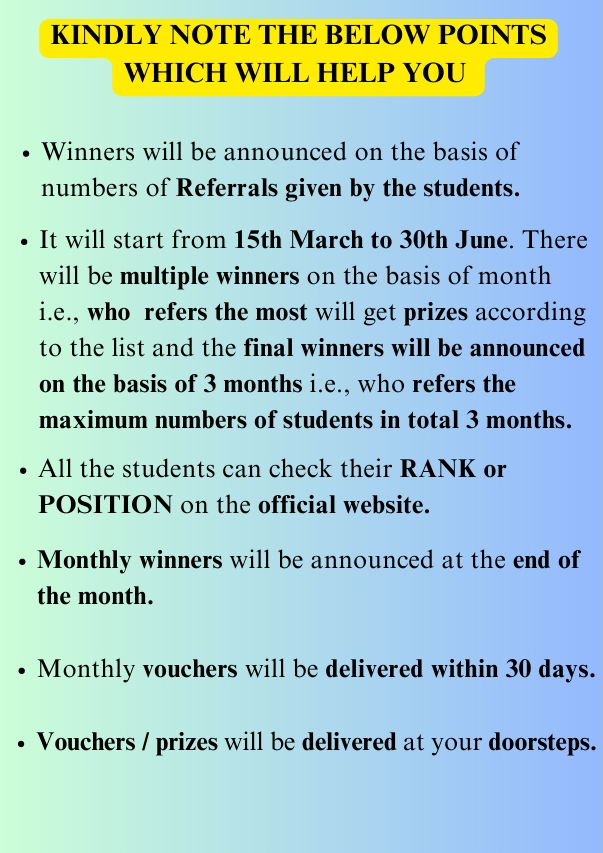 KINDLY NOTE THE BELOW POINTS
WHICH WILL HELP YOU
• Winners will be announced on the basis of
numbers of Referrals given by the students.
• It will start from 15th March to 30th June. There
will be multiple winners on the basis of month
i.e., who refers the most will get prizes according
to the list and the final winners will be announced
on the basis of 3 months i.e., who refers the
maximum numbers of students in total 3 months.
• All the students can check their RANK or
POSITION on the official website.
• Monthly winners will be announced at the end of
the month.
• Monthly vouchers will be delivered within 30 days.
• Vouchers / prizes will be delivered at your doorsteps.